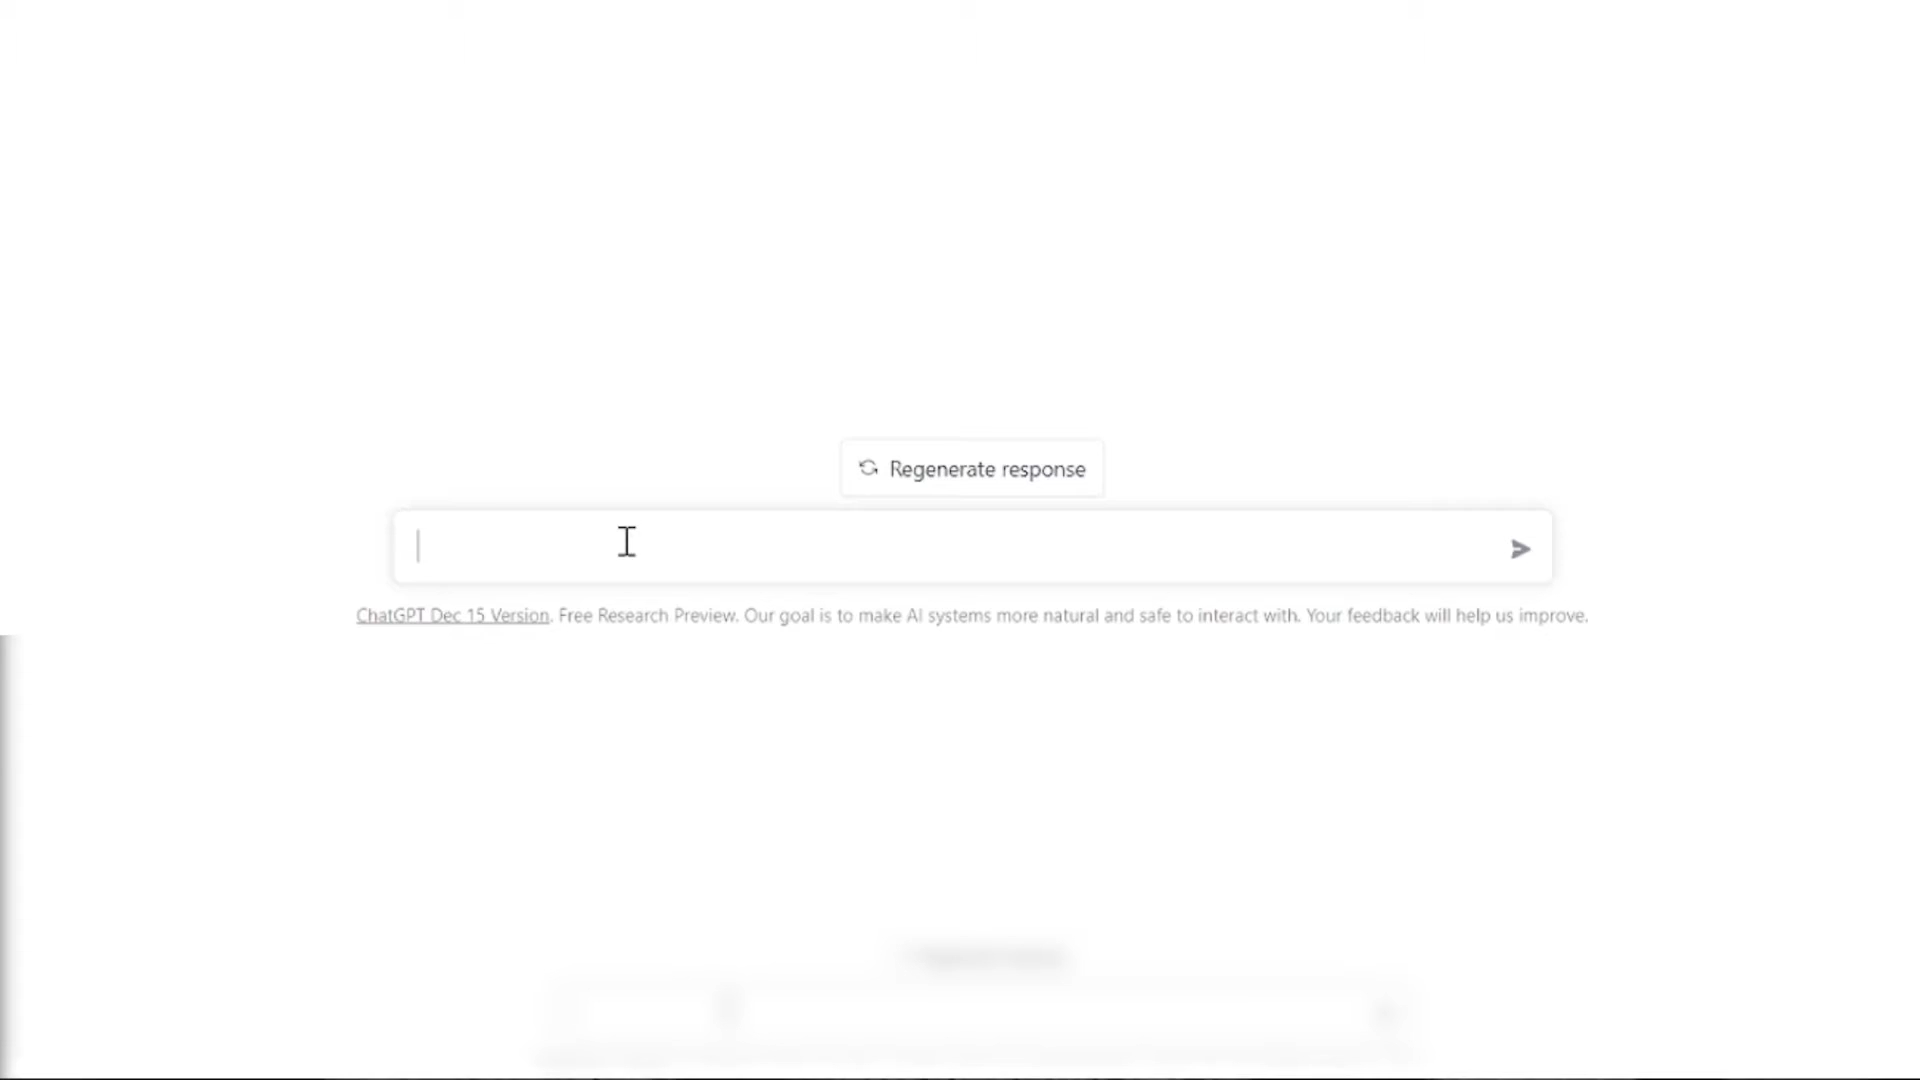 Regenerate response
ChatGPT Dec 15 Version. Free Research Preview. Our goal is to make AI systems more natural and safe to interact with. Your feedback will help us improve.